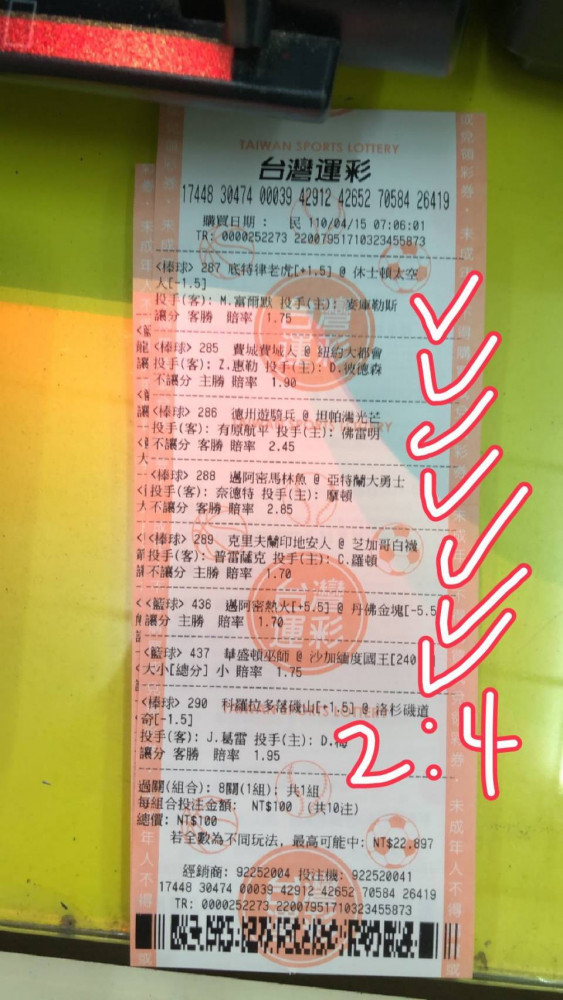 TAIWAN SPORTS LOTTERY
台灣運彩
17448 30474 00039 42912 42652 70584 26419
購買日期： 民 110/04/15 07:06:01
TR: 0000252273 22007951710323455873
<棒球> 287 底特律老虎[+1.5] @ 休士頓太空
人[-1.5]
投手(客): M.富爾默 投手(主): 麥庫勒斯
讓分 客勝 賠率 1.75
<棒球> 285 費城費城人 @ 紐約大都會
投手(客): Z.惠勒 投手(主): D.彼德森
不讓分 主勝 賠率 1.90
<棒球> 286 德州遊騎兵 @ 坦帕灣光芒
投手(客): 有原航平 投手(主): 佛雷明
不讓分 客勝 賠率 2.45
<棒球> 288 邁阿密馬林魚 @ 亞特蘭大勇士
投手(客): 奈德特 投手(主): 摩頓
不讓分 客勝 賠率 2.85
<棒球> 289 克里夫蘭印地安人 @ 芝加哥白襪
投手(客): 普雷薩克 投手(主): C.羅頓
不讓分 主勝 賠率 1.70
<籃球> 436 邁阿密熱火[+5.5] @ 丹佛金塊[-5.5
讓分 主勝 賠率 1.70
<籃球> 437 華盛頓巫師 @ 沙加緬度國王[240
大小[總分] 小 賠率 1.75
<棒球> 290 科羅拉多落磯山[+1.5] @ 洛杉磯道
奇[-1.5]
投手(客): J.葛雷 投手(主): D.梅
讓分 客勝 賠率 1.95
2:4
過關(組合): 8關(1組); 共1組
每組合投注金額: NT$100 (共10注)
總價: NT$100
若全數為不同玩法, 最高可能中: NT$22,897
經銷商: 92252004 投注機: 922520041
17448 30474 00039 42912 42652 70584 26419
TR: 0000252273 22007951710323455873